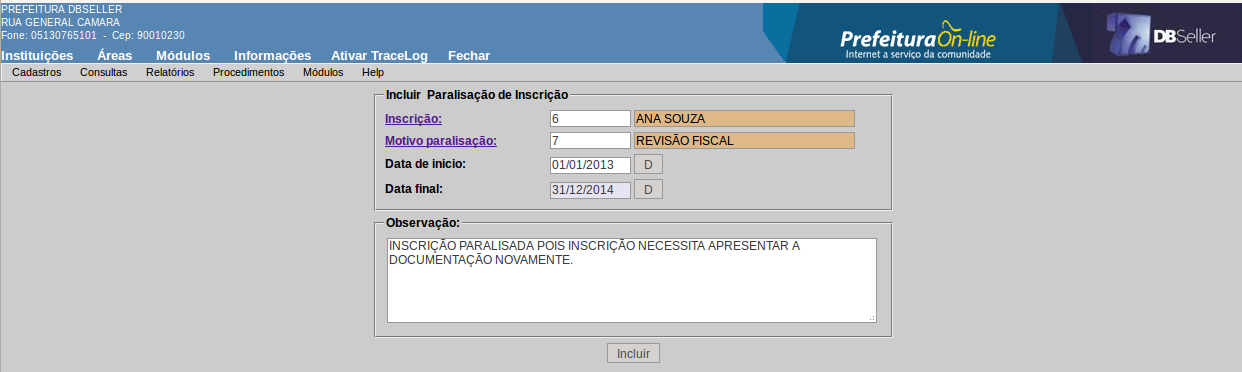 PREFEITURA DBSELLER
RUA GENERAL CAMARA
Fone: 05130765101 - Cep: 90010230
Prefeitura On-line
Internet a serviço da comunidade
DBSeller
Instituições Áreas Módulos Informações Ativar TraceLog Fechar
Cadastros Consultas Relatórios Procedimentos Módulos Help
Incluir Paralisação de Inscrição
Inscrição: 6 ANA SOUZA
Motivo paralisação: 7 REVISÃO FISCAL
Data de inicio: 01/01/2013 D
Data final: 31/12/2014 D
Observação:
INSCRIÇÃO PARALISADA POIS INSCRIÇÃO NECESSITA APRESENTAR A
DOCUMENTAÇÃO NOVAMENTE.
Incluir